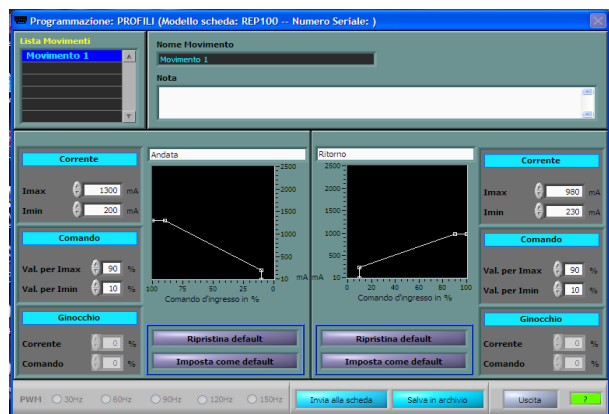 Programmazione: PROFILI (Modello scheda: REP100 -- Numero Seriale: )
Lista Movimenti
Movimento 1
Nome Movimento
Movimento 1
Nota
Corrente
Imax 1300 mA
Imin 200 mA
Comando
Val. per Imax 90 %
Val. per Imin 10 %
Ginocchio
Corrente 0 %
Comando 0 %
Andata
2500
2000
1500
1000
500
10 mA
100 75 50 25 0
Comando d'ingresso in %
Ripristina default
Imposta come default
Ritorno
2500
2000
1500
1000
500
mA 10
0 20 40 60 80 100
Comando d'ingresso in %
Ripristina default
Imposta come default
Corrente
Imax 980 mA
Imin 230 mA
Comando
Val. per Imax 90 %
Val. per Imin 10 %
Ginocchio
Corrente 0 %
Comando 0 %
PWM 30Hz 60Hz 90Hz 120Hz 150Hz
Invia alla scheda
Salva in archivio
Uscita
?